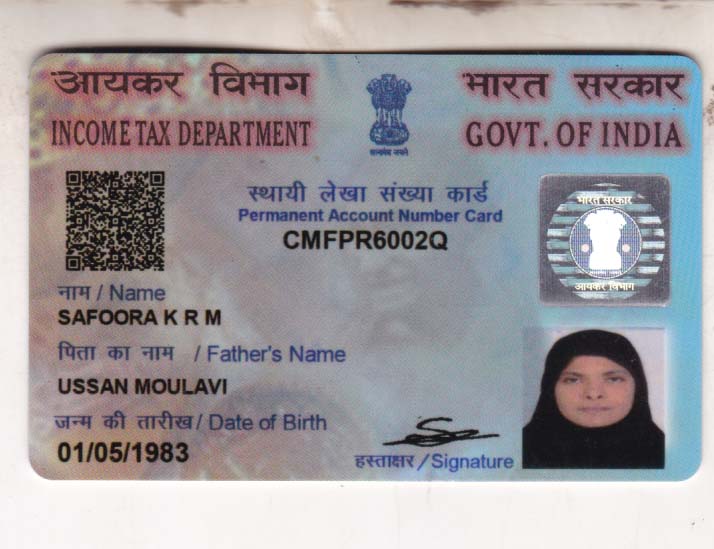 आयकर विभाग
भारत सरकार
INCOME TAX DEPARTMENT
GOVT. OF INDIA
सत्यमेव जयते
स्थायी लेखा संख्या कार्ड
Permanent Account Number Card
CMFPR6002Q
भारत सरकार
आयकर विभाग
नाम / Name
SAFOORA K R M
पिता का नाम / Father's Name
USSAN MOULAVI
जन्म की तारीख / Date of Birth
01/05/1983
हस्ताक्षर / Signature